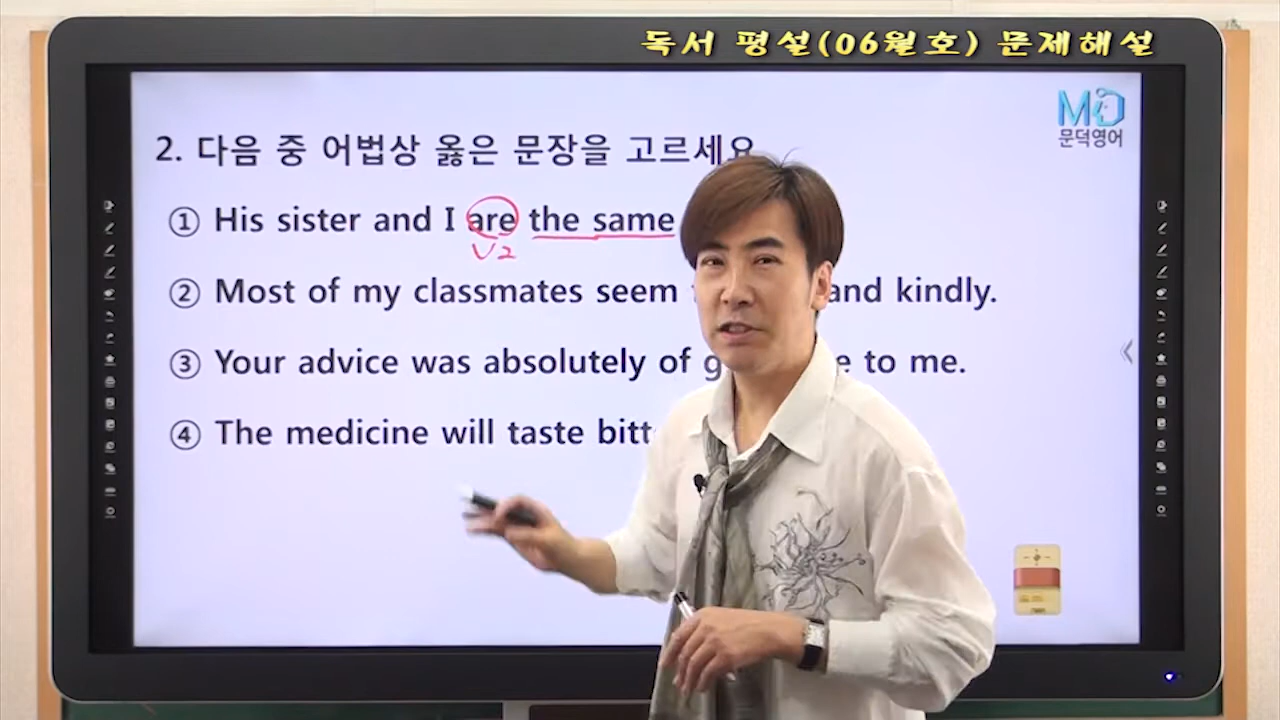 독서 평설(06월호) 문제해설
MD
문덕영어
2. 다음 중 어법상 옳은 문장을 고르세요
① His sister and I are the same
V2
② Most of my classmates seem and kindly.
③ Your advice was absolutely of to me.
④ The medicine will taste